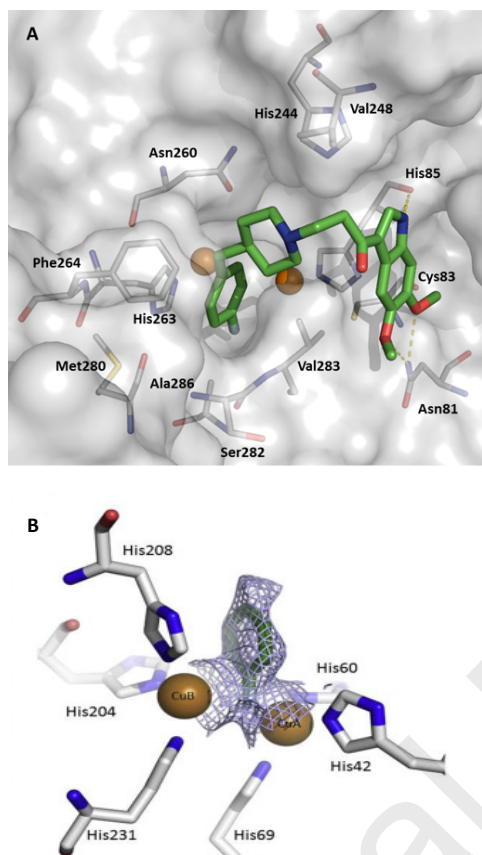 A
His244
Val248
Asn260
His85
Phe264
Cys83
His263
Met280
Ala286
Val283
Asn81
Ser282
B
His208
CuB
His60
His204
CuA
His42
His231
His69